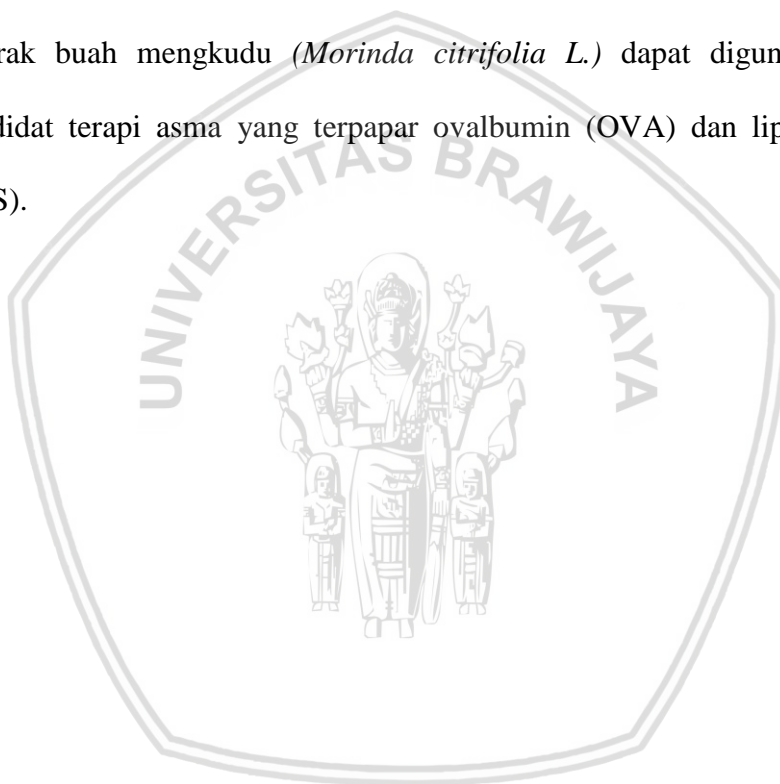 rak buah mengkudu (Morinda citrifolia L.) dapat digun
didat terapi asma yang terpapar ovalbumin (OVA) dan lip
S).
UNIVERSITAS BRAWIJAYA